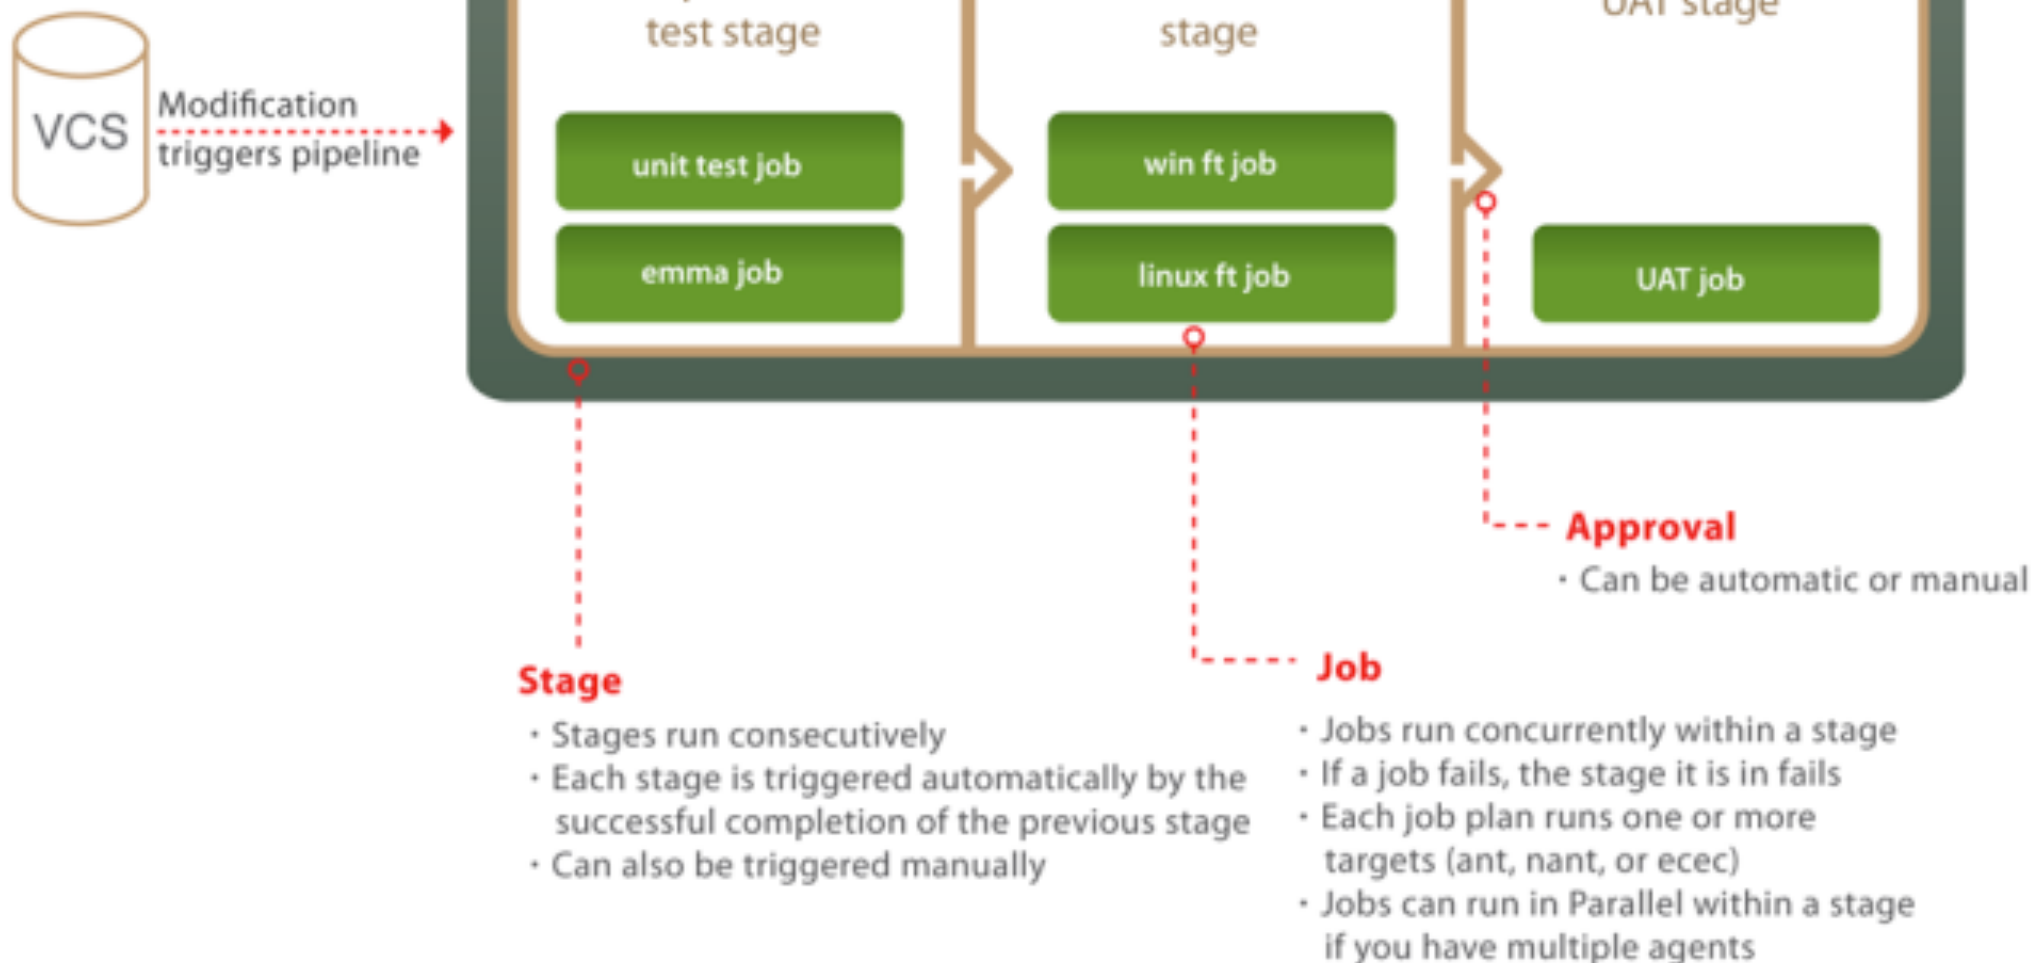 test stage
stage
UAT stage
VCS
Modification
triggers pipeline
unit test job
win ft job
emma job
linux ft job
UAT job
Approval
· Can be automatic or manual
Stage
· Stages run consecutively
· Each stage is triggered automatically by the
successful completion of the previous stage
· Can also be triggered manually
Job
· Jobs run concurrently within a stage
· If a job fails, the stage it is in fails
· Each job plan runs one or more
targets (ant, nant, or ecec)
· Jobs can run in Parallel within a stage
if you have multiple agents